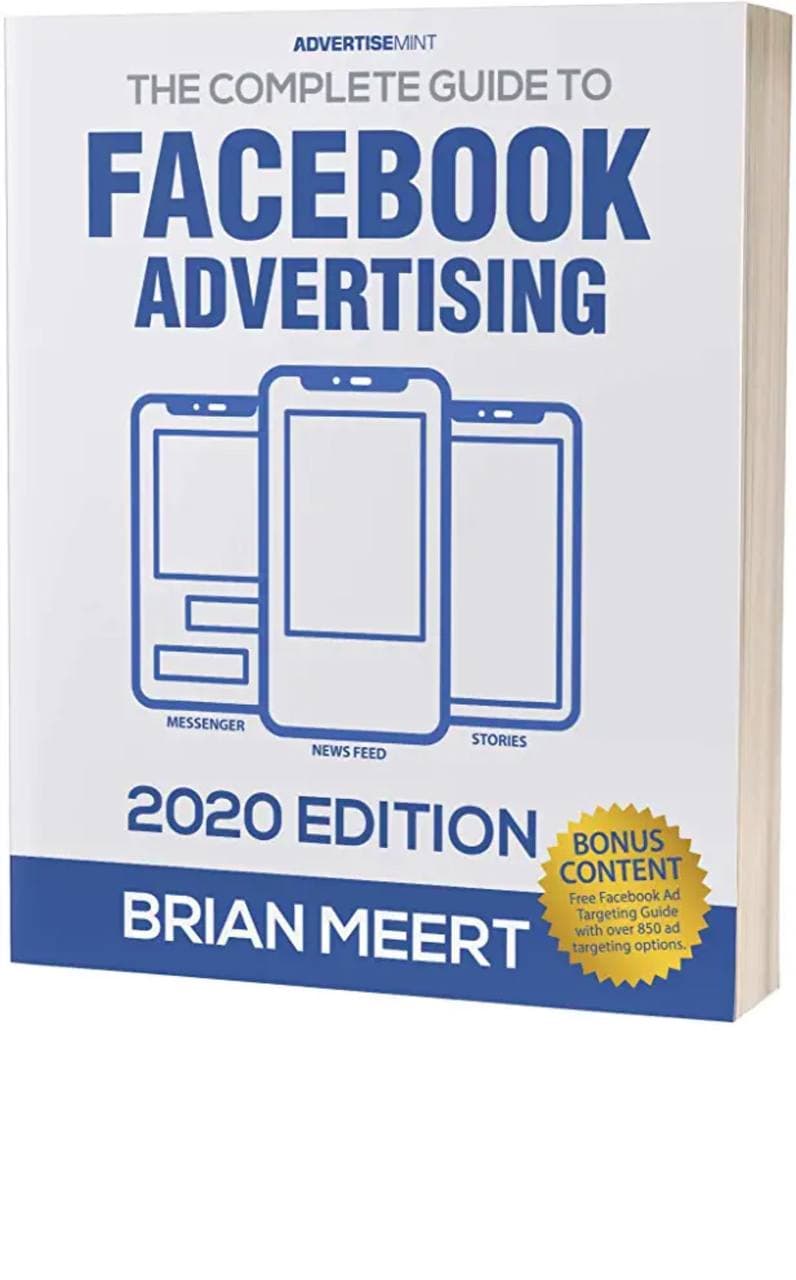 ADVERTISEMINT
THE COMPLETE GUIDE TO
FACEBOOK
ADVERTISING
MESSENGER
NEWS FEED
STORIES
2020 EDITION
BRIAN MEERT
BONUS
CONTENT
Free Facebook Ad
Targeting Guide
with over 850 ad
targeting options.